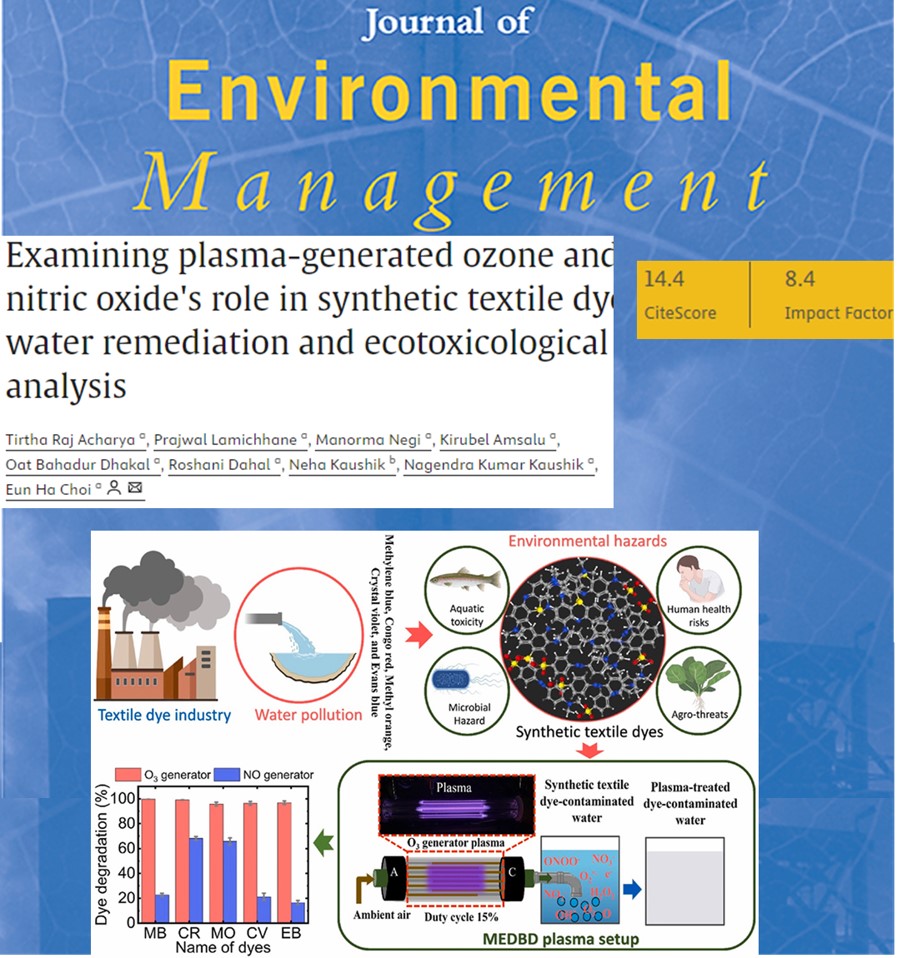 Journal of
Environmental
Management
Examining plasma-generated ozone and
nitric oxide's role in synthetic textile dye
water remediation and ecotoxicological
analysis
14.4
CiteScore
8.4
Impact Factor
Tirtha Raj Acharya ᵃ, Prajwal Lamichhane ᵃ, Manorma Negi ᵃ, Kirubel Amsalu ᵃ,
Oat Bahadur Dhakal ᵃ, Roshani Dahal ᵃ, Neha Kaushik ᵇ, Nagendra Kumar Kaushik ᵃ,
Eun Ha Choi ᵃ
Textile dye industry
Water pollution
Methylene blue, Congo red, Methyl orange,
Crystal violet, and Evans blue
Environmental hazards
Aquatic
toxicity
Human health
risks
Microbial
Hazard
Agro-threats
Synthetic textile dyes
O₃ generator
NO generator
Dye degradation (%)
100
80
60
40
20
0
MB CR MO CV EB
Name of dyes
Plasma
O₃ generator plasma
A
C
Ambient air
Duty cycle 15%
Synthetic textile
dye-contaminated
water
ONOO⁻
Plasma-treated
dye-contaminated
water
MEDBD plasma setup